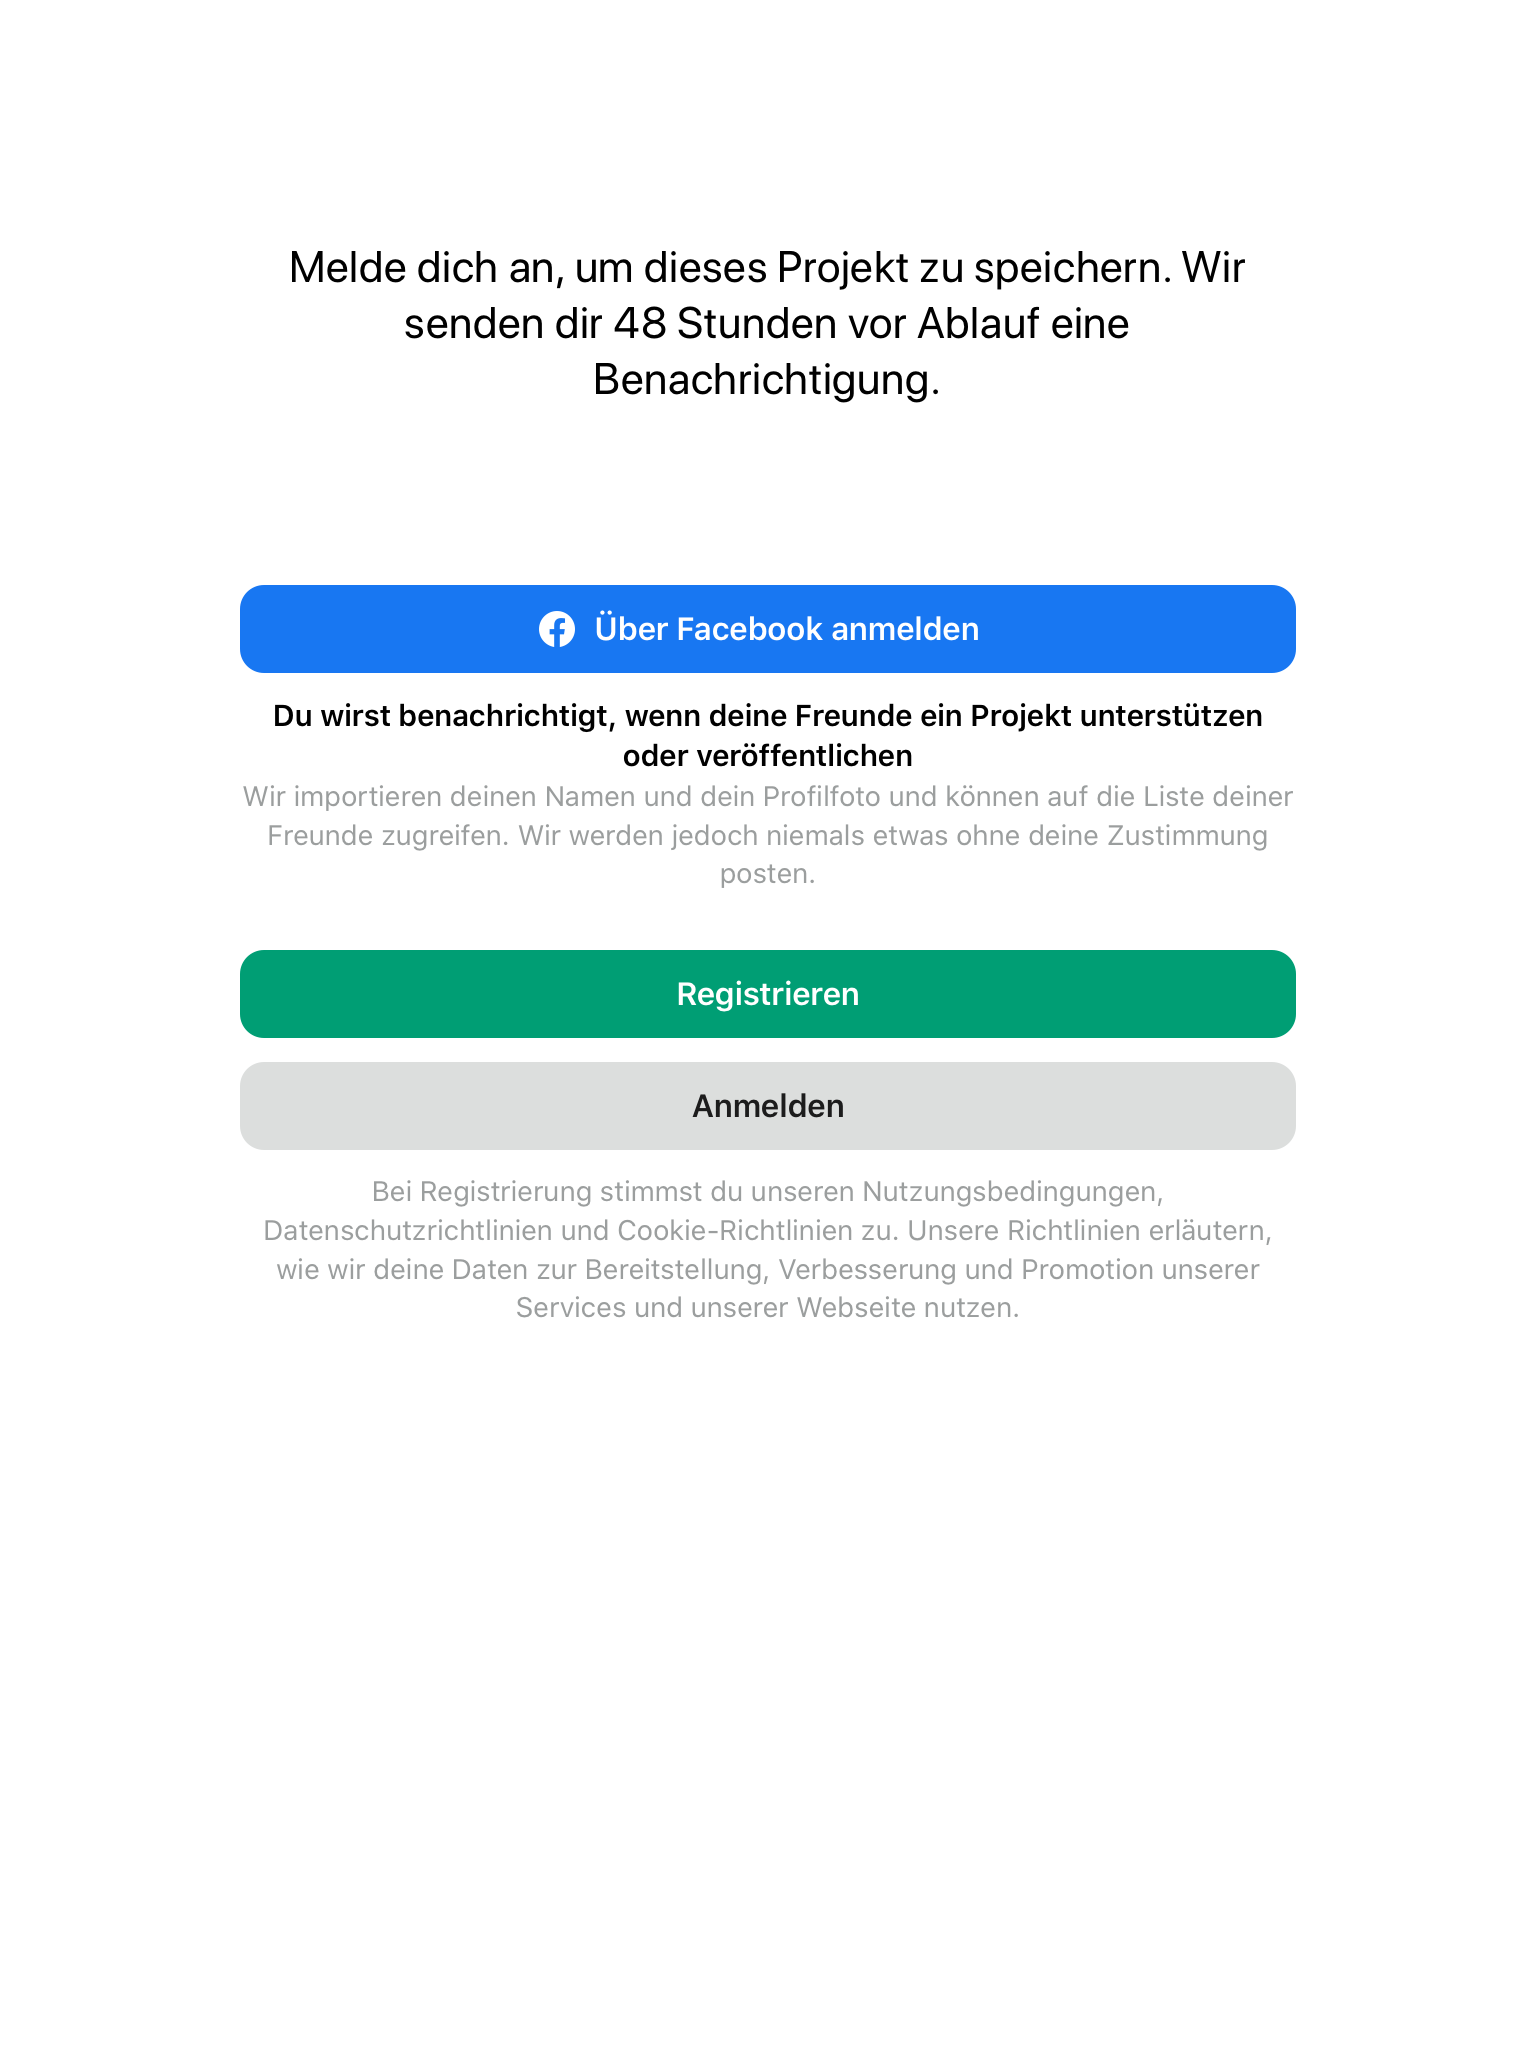 Melde dich an, um dieses Projekt zu speichern. Wir
senden dir 48 Stunden vor Ablauf eine
Benachrichtigung.
Über Facebook anmelden
Du wirst benachrichtigt, wenn deine Freunde ein Projekt unterstützen
oder veröffentlichen
Wir importieren deinen Namen und dein Profilfoto und können auf die Liste deiner
Freunde zugreifen. Wir werden jedoch niemals etwas ohne deine Zustimmung
posten.
Registrieren
Anmelden
Bei Registrierung stimmst du unseren Nutzungsbedingungen,
Datenschutzrichtlinien und Cookie-Richtlinien zu. Unsere Richtlinien erläutern,
wie wir deine Daten zur Bereitstellung, Verbesserung und Promotion unserer
Services und unserer Webseite nutzen.